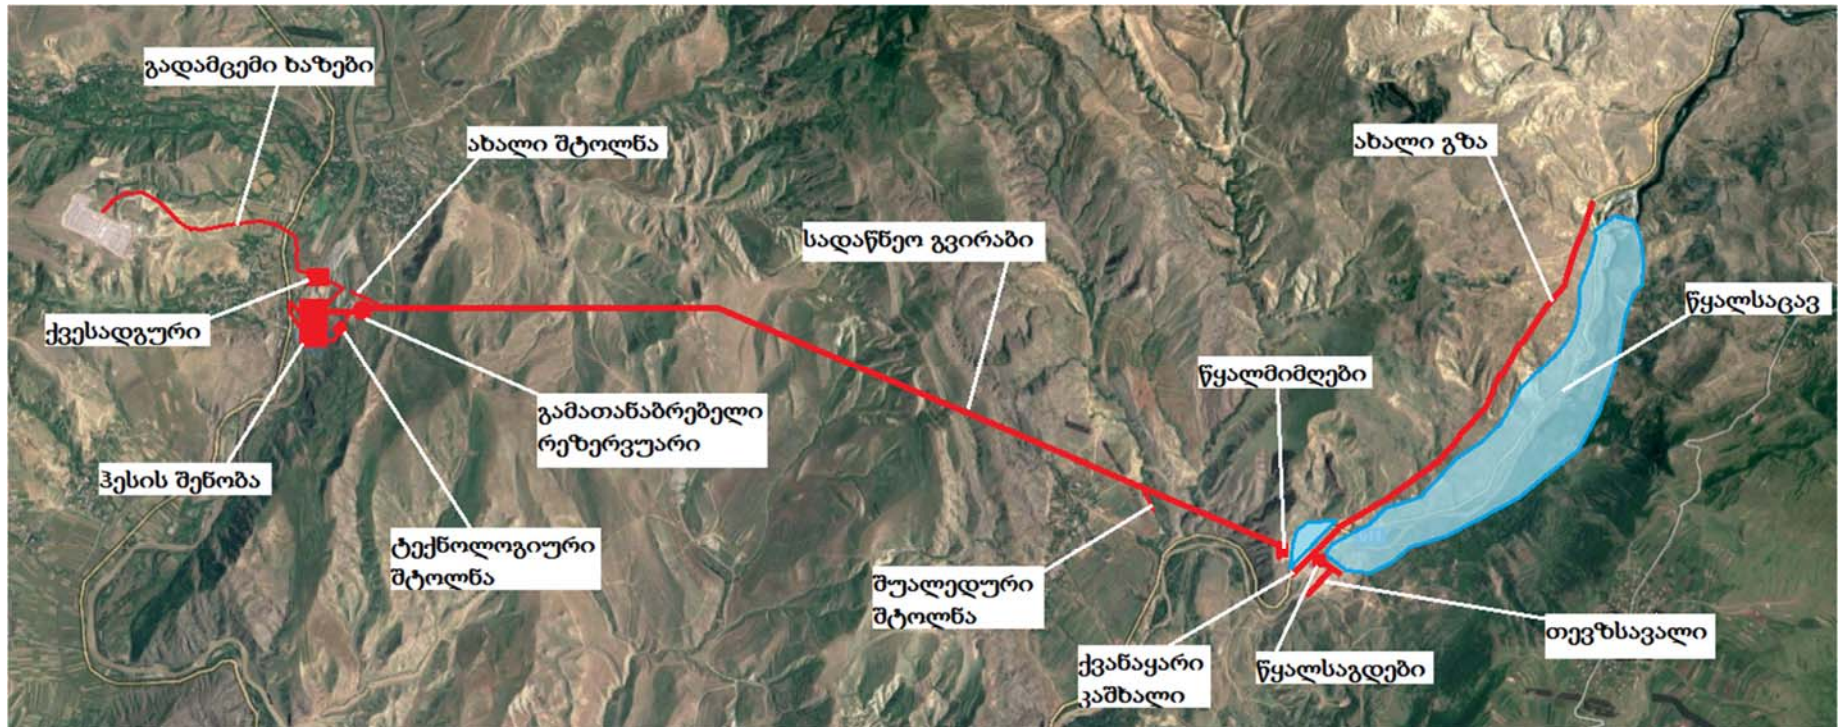 გადამცემი ხაზები
ახალი შტოლნა
ახალი გზა
სადაწნეო გვირაბი
წყალსაცავი
ქვესადგური
წყალმიმღები
გამათანაბრებელი
რეზერვუარი
ჰესის შენობა
ტექნოლოგიური
შტოლნა
შუალედური
შტოლნა
თევზსავალი
ქვანაყარი
კაშხალი
წყალსაგდები